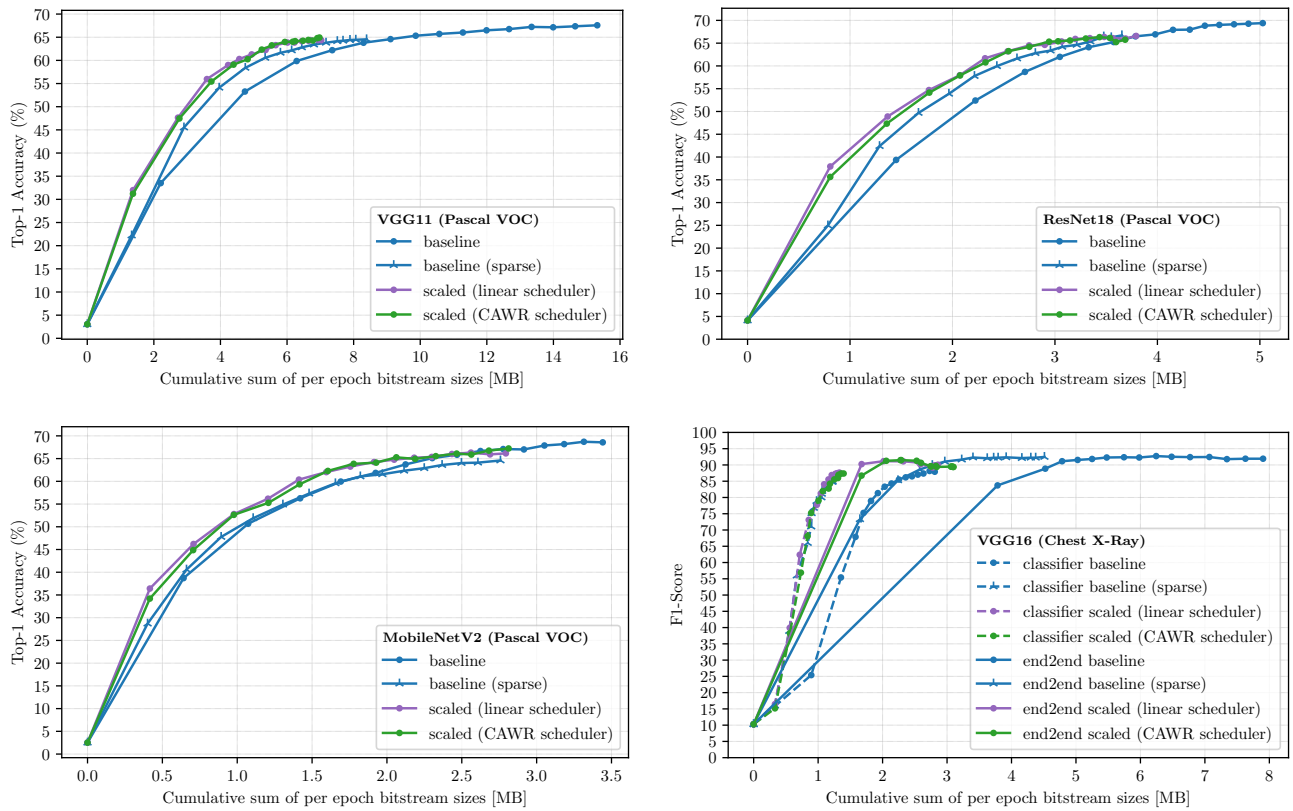 70
65
60
55
50
45
40
35
30
25
20
15
10
5
0
Top-1 Accuracy (%)
VGG11 (Pascal VOC)
baseline
baseline (sparse)
scaled (linear scheduler)
scaled (CAWR scheduler)
0 2 4 6 8 10 12 14 16
Cumulative sum of per epoch bitstream sizes [MB]
70
65
60
55
50
45
40
35
30
25
20
15
10
5
0
Top-1 Accuracy (%)
ResNet18 (Pascal VOC)
baseline
baseline (sparse)
scaled (linear scheduler)
scaled (CAWR scheduler)
0 1 2 3 4 5
Cumulative sum of per epoch bitstream sizes [MB]
70
65
60
55
50
45
40
35
30
25
20
15
10
5
0
Top-1 Accuracy (%)
MobileNetV2 (Pascal VOC)
baseline
baseline (sparse)
scaled (linear scheduler)
scaled (CAWR scheduler)
0.0 0.5 1.0 1.5 2.0 2.5 3.0 3.5
Cumulative sum of per epoch bitstream sizes [MB]
100
95
90
85
80
75
70
65
60
55
50
45
40
35
30
25
20
15
10
5
0
F1-Score
VGG16 (Chest X-Ray)
classifier baseline
classifier baseline (sparse)
classifier scaled (linear scheduler)
classifier scaled (CAWR scheduler)
end2end baseline
end2end baseline (sparse)
end2end scaled (linear scheduler)
end2end scaled (CAWR scheduler)
0 1 2 3 4 5 6 7 8
Cumulative sum of per epoch bitstream sizes [MB]